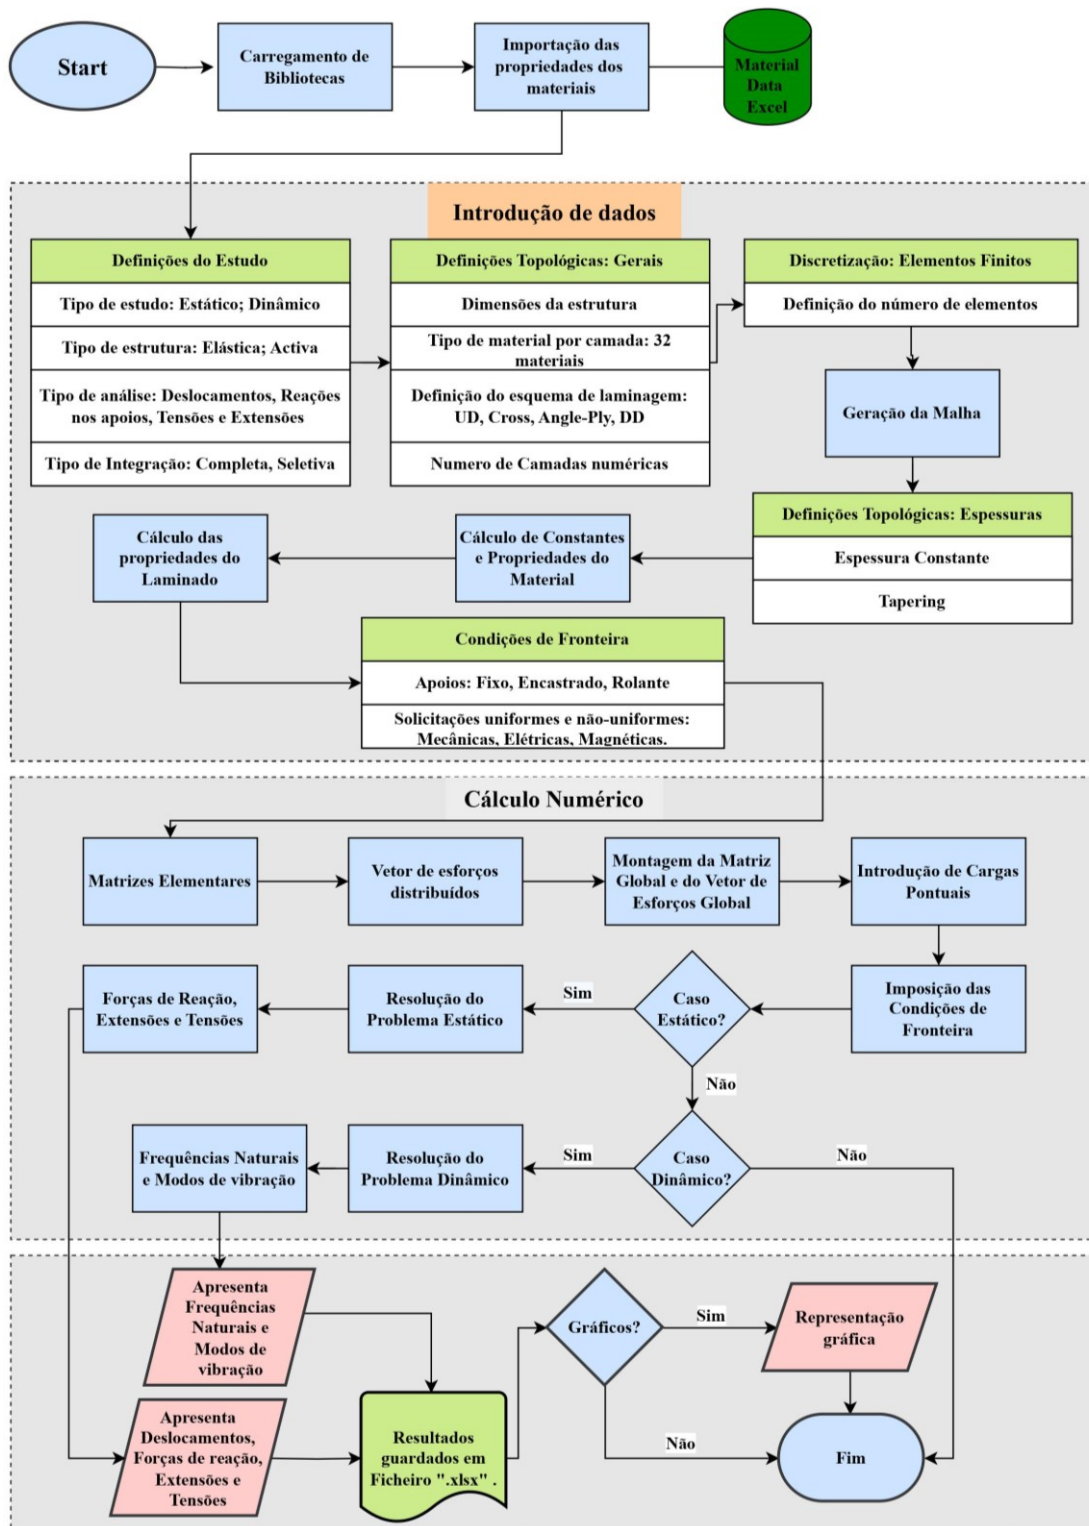 Start
Carregamento de
Bibliotecas
Importação das
propriedades dos
materiais
Material
Data
Excel
Introdução de dados
Definições do Estudo
Tipo de estudo: Estático; Dinâmico
Tipo de estrutura: Elástica; Activa
Tipo de análise: Deslocamentos, Reações
nos apoios, Tensões e Extensões
Tipo de Integração: Completa, Seletiva
Definições Topológicas: Gerais
Dimensões da estrutura
Tipo de material por camada: 32
materiais
Definição do esquema de laminagem:
UD, Cross, Angle-Ply, DD
Numero de Camadas numéricas
Discretização: Elementos Finitos
Definição do número de elementos
Geração da Malha
Definições Topológicas: Espessuras
Espessura Constante
Tapering
Cálculo de Constantes
e Propriedades do
Material
Cálculo das
propriedades do
Laminado
Condições de Fronteira
Apoios: Fixo, Encastrado, Rolante
Solicitações uniformes e não-uniformes:
Mecânicas, Elétricas, Magnéticas.
Cálculo Numérico
Matrizes Elementares
Vetor de esforços
distribuídos
Montagem da Matriz
Global e do Vetor de
Esforços Global
Introdução de Cargas
Pontuais
Imposição das
Condições de
Fronteira
Caso
Estático?
Sim
Resolução do
Problema Estático
Forças de Reação,
Extensões e Tensões
Não
Caso
Dinâmico?
Sim
Não
Resolução do
Problema Dinâmico
Frequências Naturais
e Modos de vibração
Apresenta
Frequências
Naturais e
Modos de
vibração
Apresenta
Deslocamentos,
Forças de reação,
Extensões e
Tensões
Resultados
guardados em
Ficheiro ".xlsx" .
Gráficos?
Sim
Representação
gráfica
Não
Fim